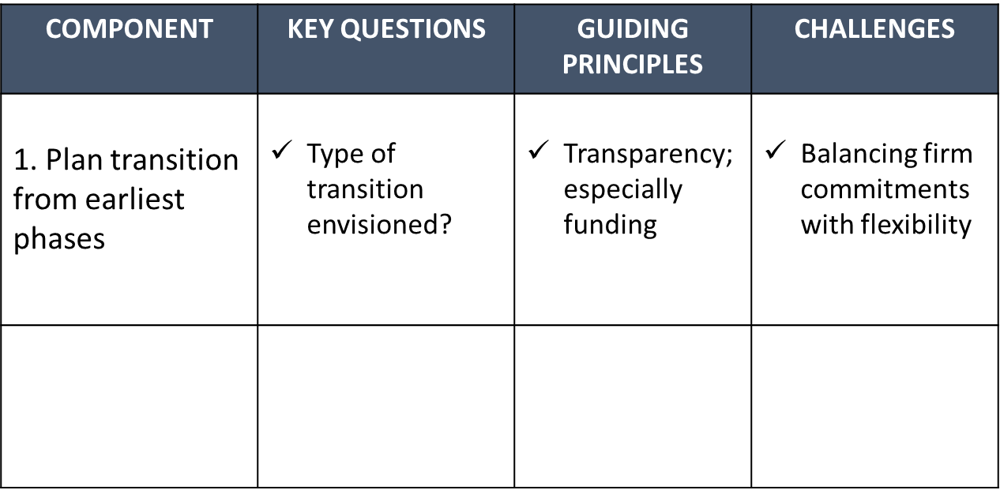 COMPONENT
KEY QUESTIONS
GUIDING
PRINCIPLES
CHALLENGES
1. Plan transition
from earliest
phases
✓ Type of
transition
envisioned?
✓ Transparency;
especially
funding
✓ Balancing firm
commitments
with flexibility